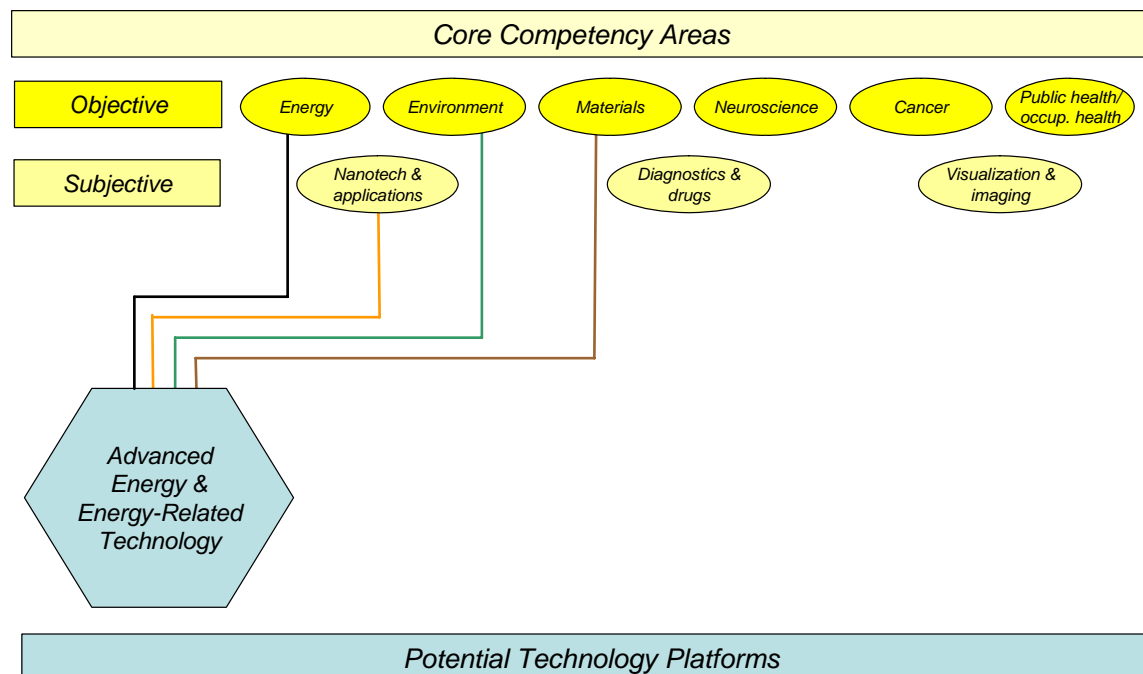 Core Competency Areas
Objective
Energy
Environment
Materials
Neuroscience
Cancer
Public health/
occup. health
Subjective
Nanotech &
applications
Diagnostics &
drugs
Visualization &
imaging
Advanced
Energy &
Energy-Related
Technology
Potential Technology Platforms